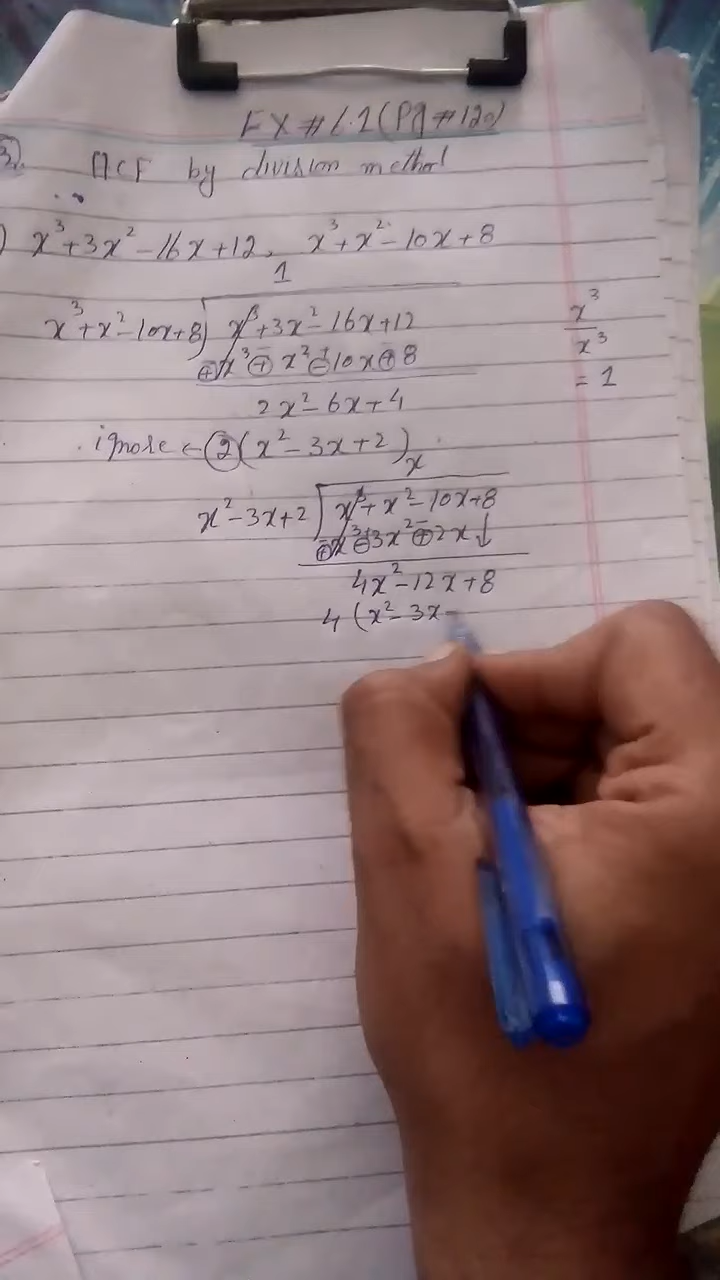 EX # 6.1 (Pg # 120)
3) HCF by division method
) x³+3x²-16x+12, x³+x²-10x+8
1
x³+x²-10x+8) x³+3x²-16x+12
x³/x³
±x³ ± x² ∓10x ± 8
= 1
2x²-6x+4
ignore ← 2(x²-3x+2)
x
x²-3x+2) x³+x²-10x+8
±x³∓3x²±2x↓
4x²-12x+8
4(x²-3x